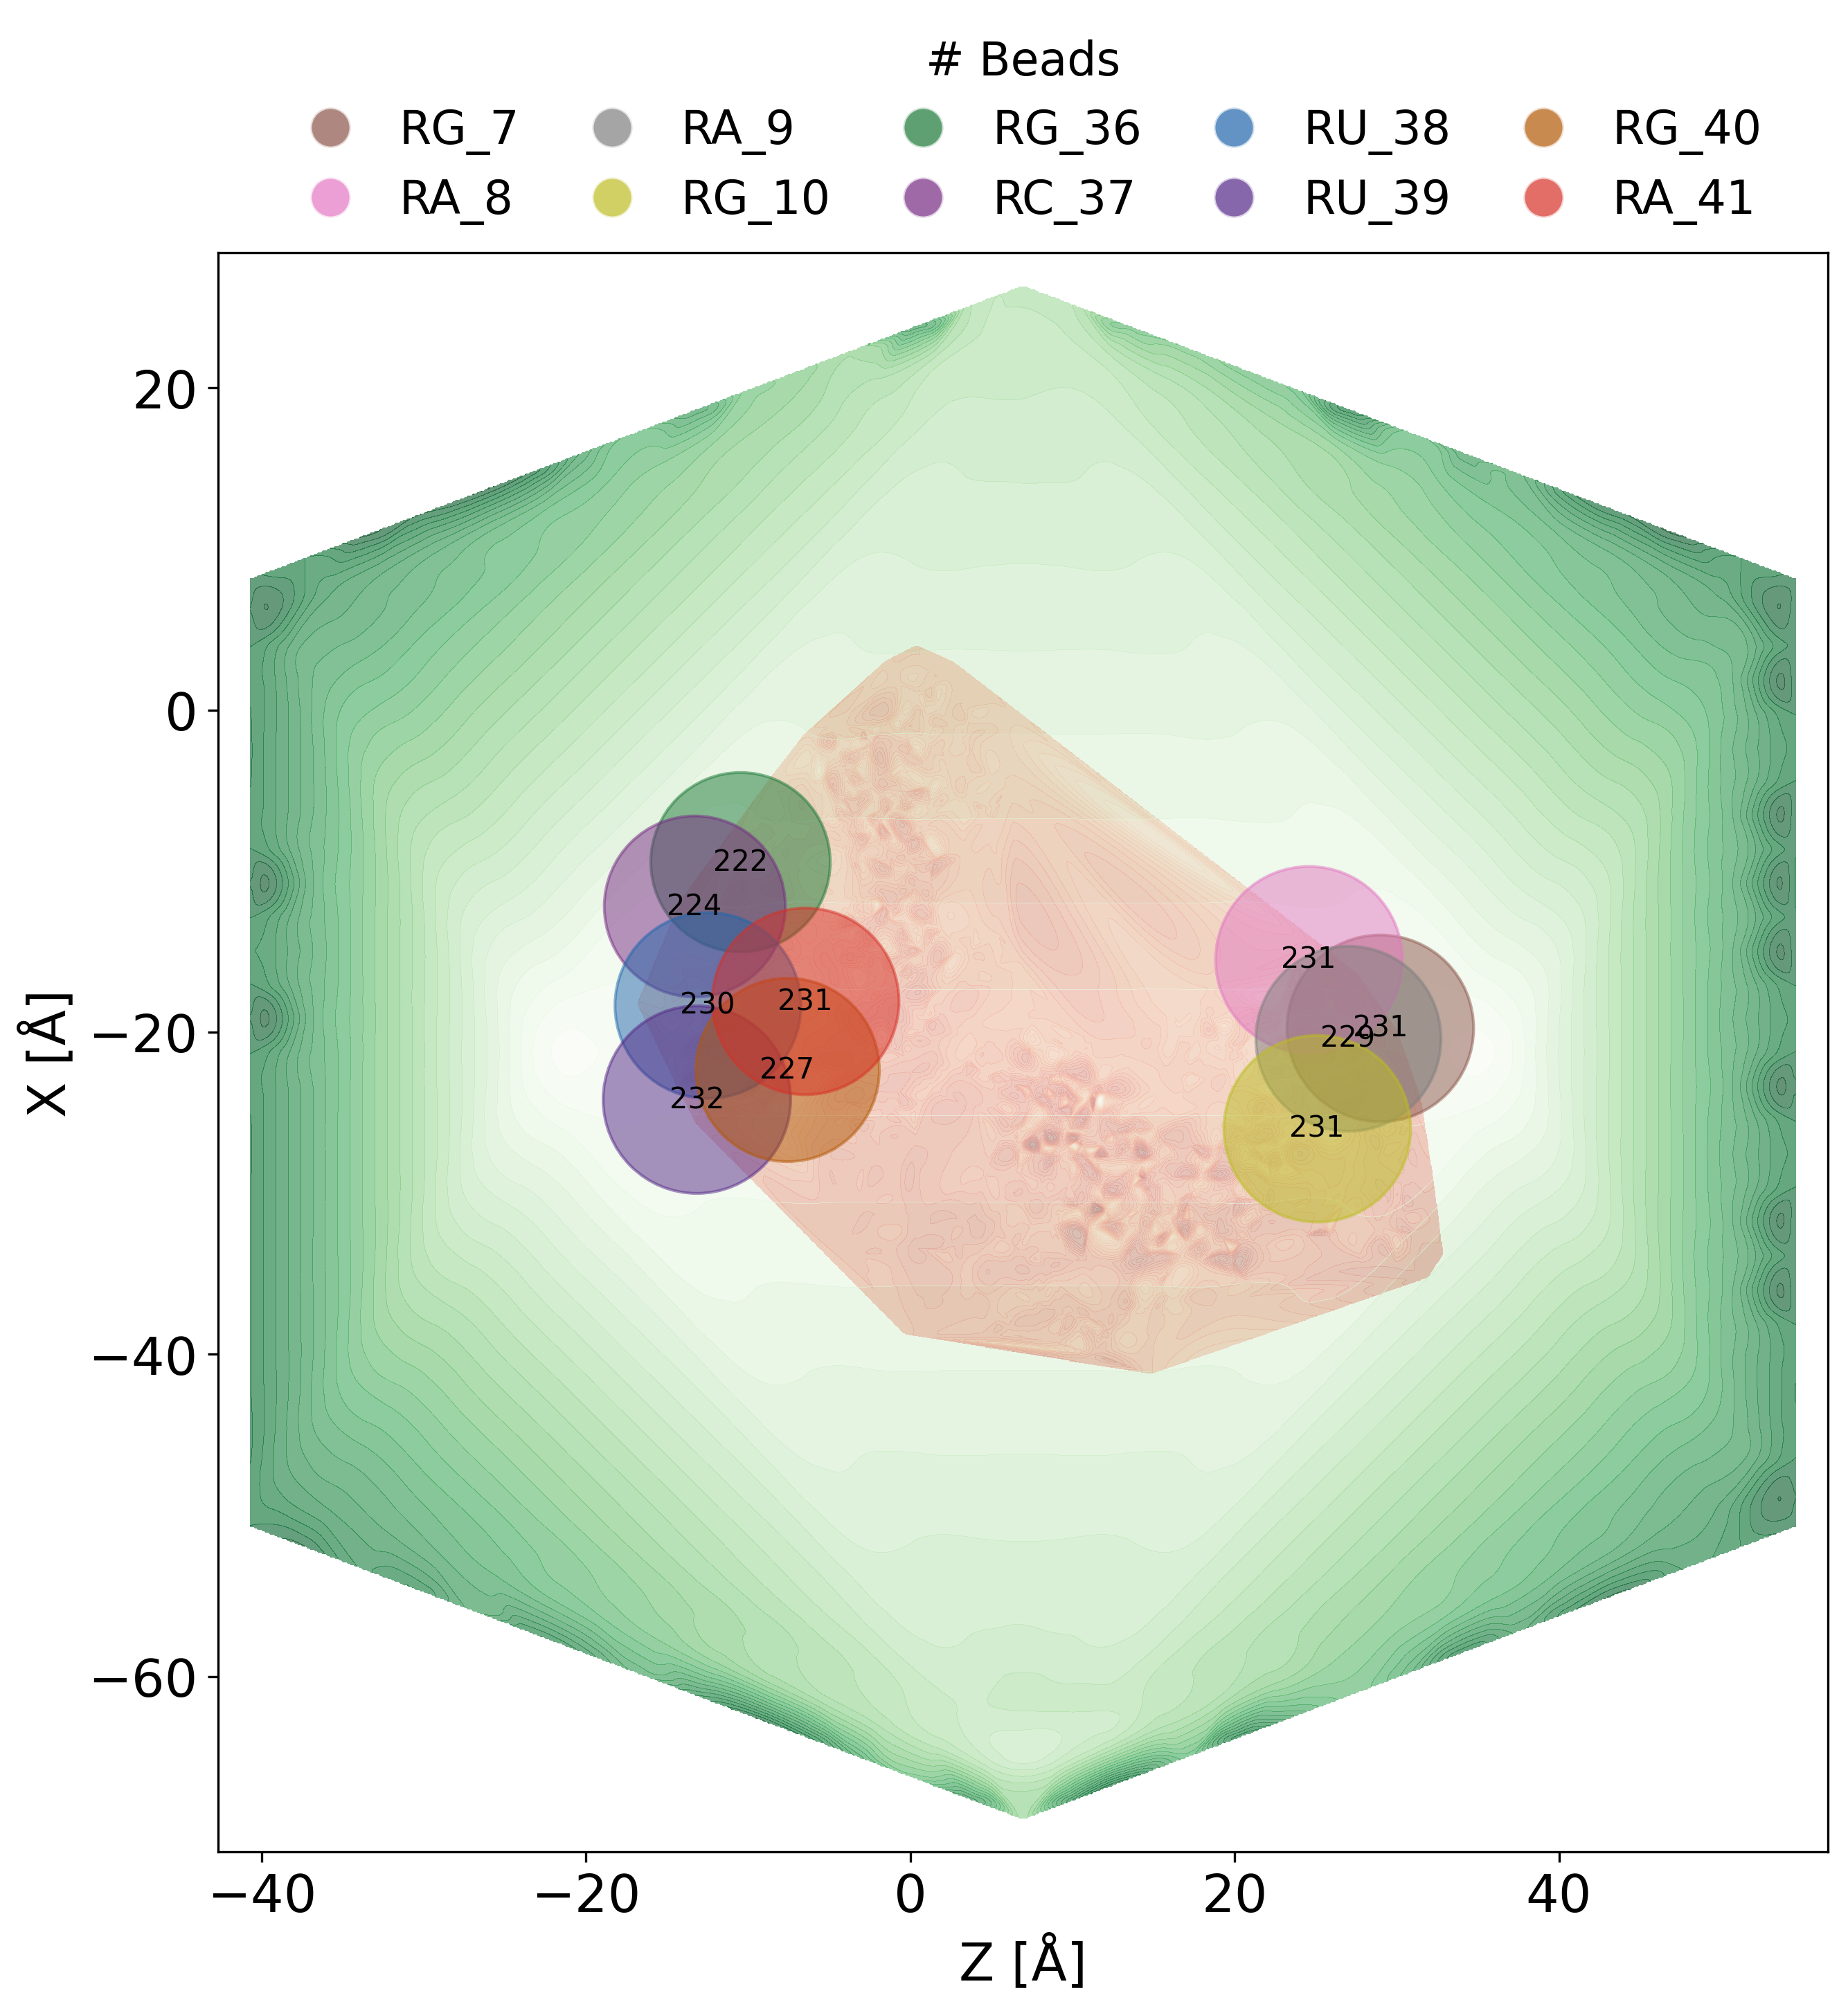 # Beads
RG_7 RA_9 RG_36 RU_38 RG_40
RA_8 RG_10 RC_37 RU_39 RA_41
20
0
−20
−40
−60
X [Å]
222
224
231
230
231
231
229
227
232
231
−40 −20 0 20 40
Z [Å]